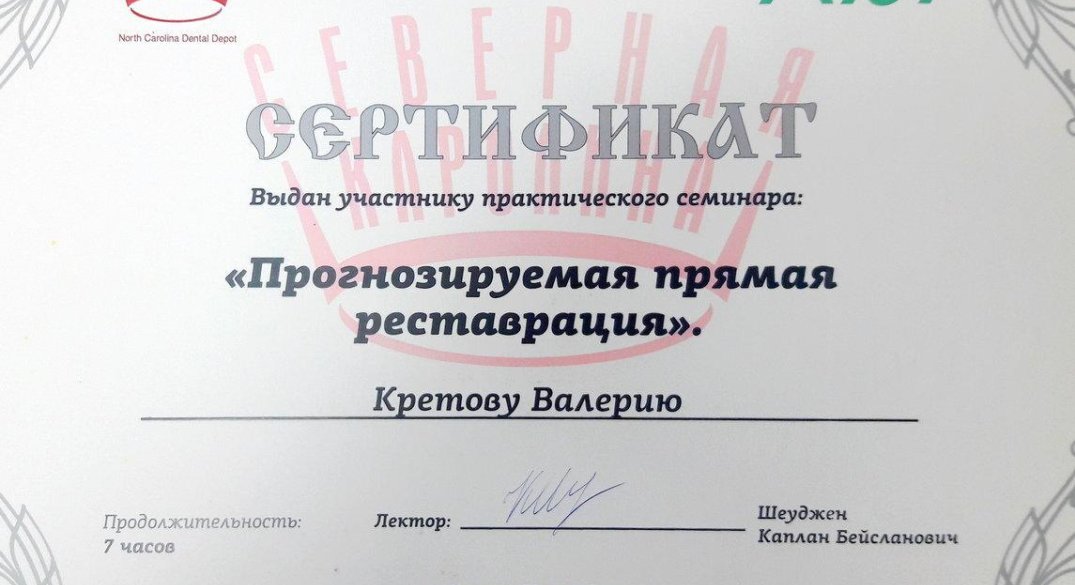 North Carolina Dental Depot
СЕВЕРНАЯ
КАРОЛИНА
СЕРТИФИКАТ
Выдан участнику практического семинара:
«Прогнозируемая прямая
реставрация».
Кретову Валерию
Продолжительность:
7 часов
Лектор:
Шеуджен
Каплан Бейсланович